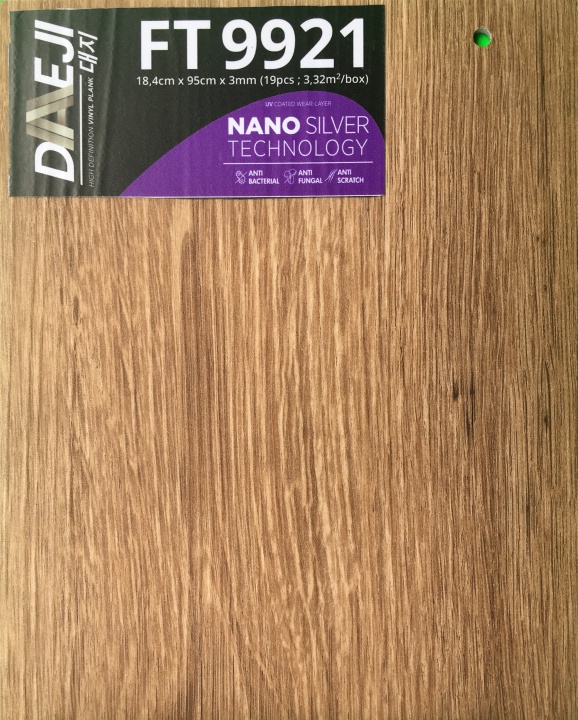 DAEJI 대지
HIGH DEFINITION VINYL PLANK
FT 9921
18,4cm x 95cm x 3mm (19pcs ; 3,32m²/box)
UV COATED WEAR-LAYER
NANO SILVER
TECHNOLOGY
ANTI
BACTERIAL
ANTI
FUNGAL
ANTI
SCRATCH